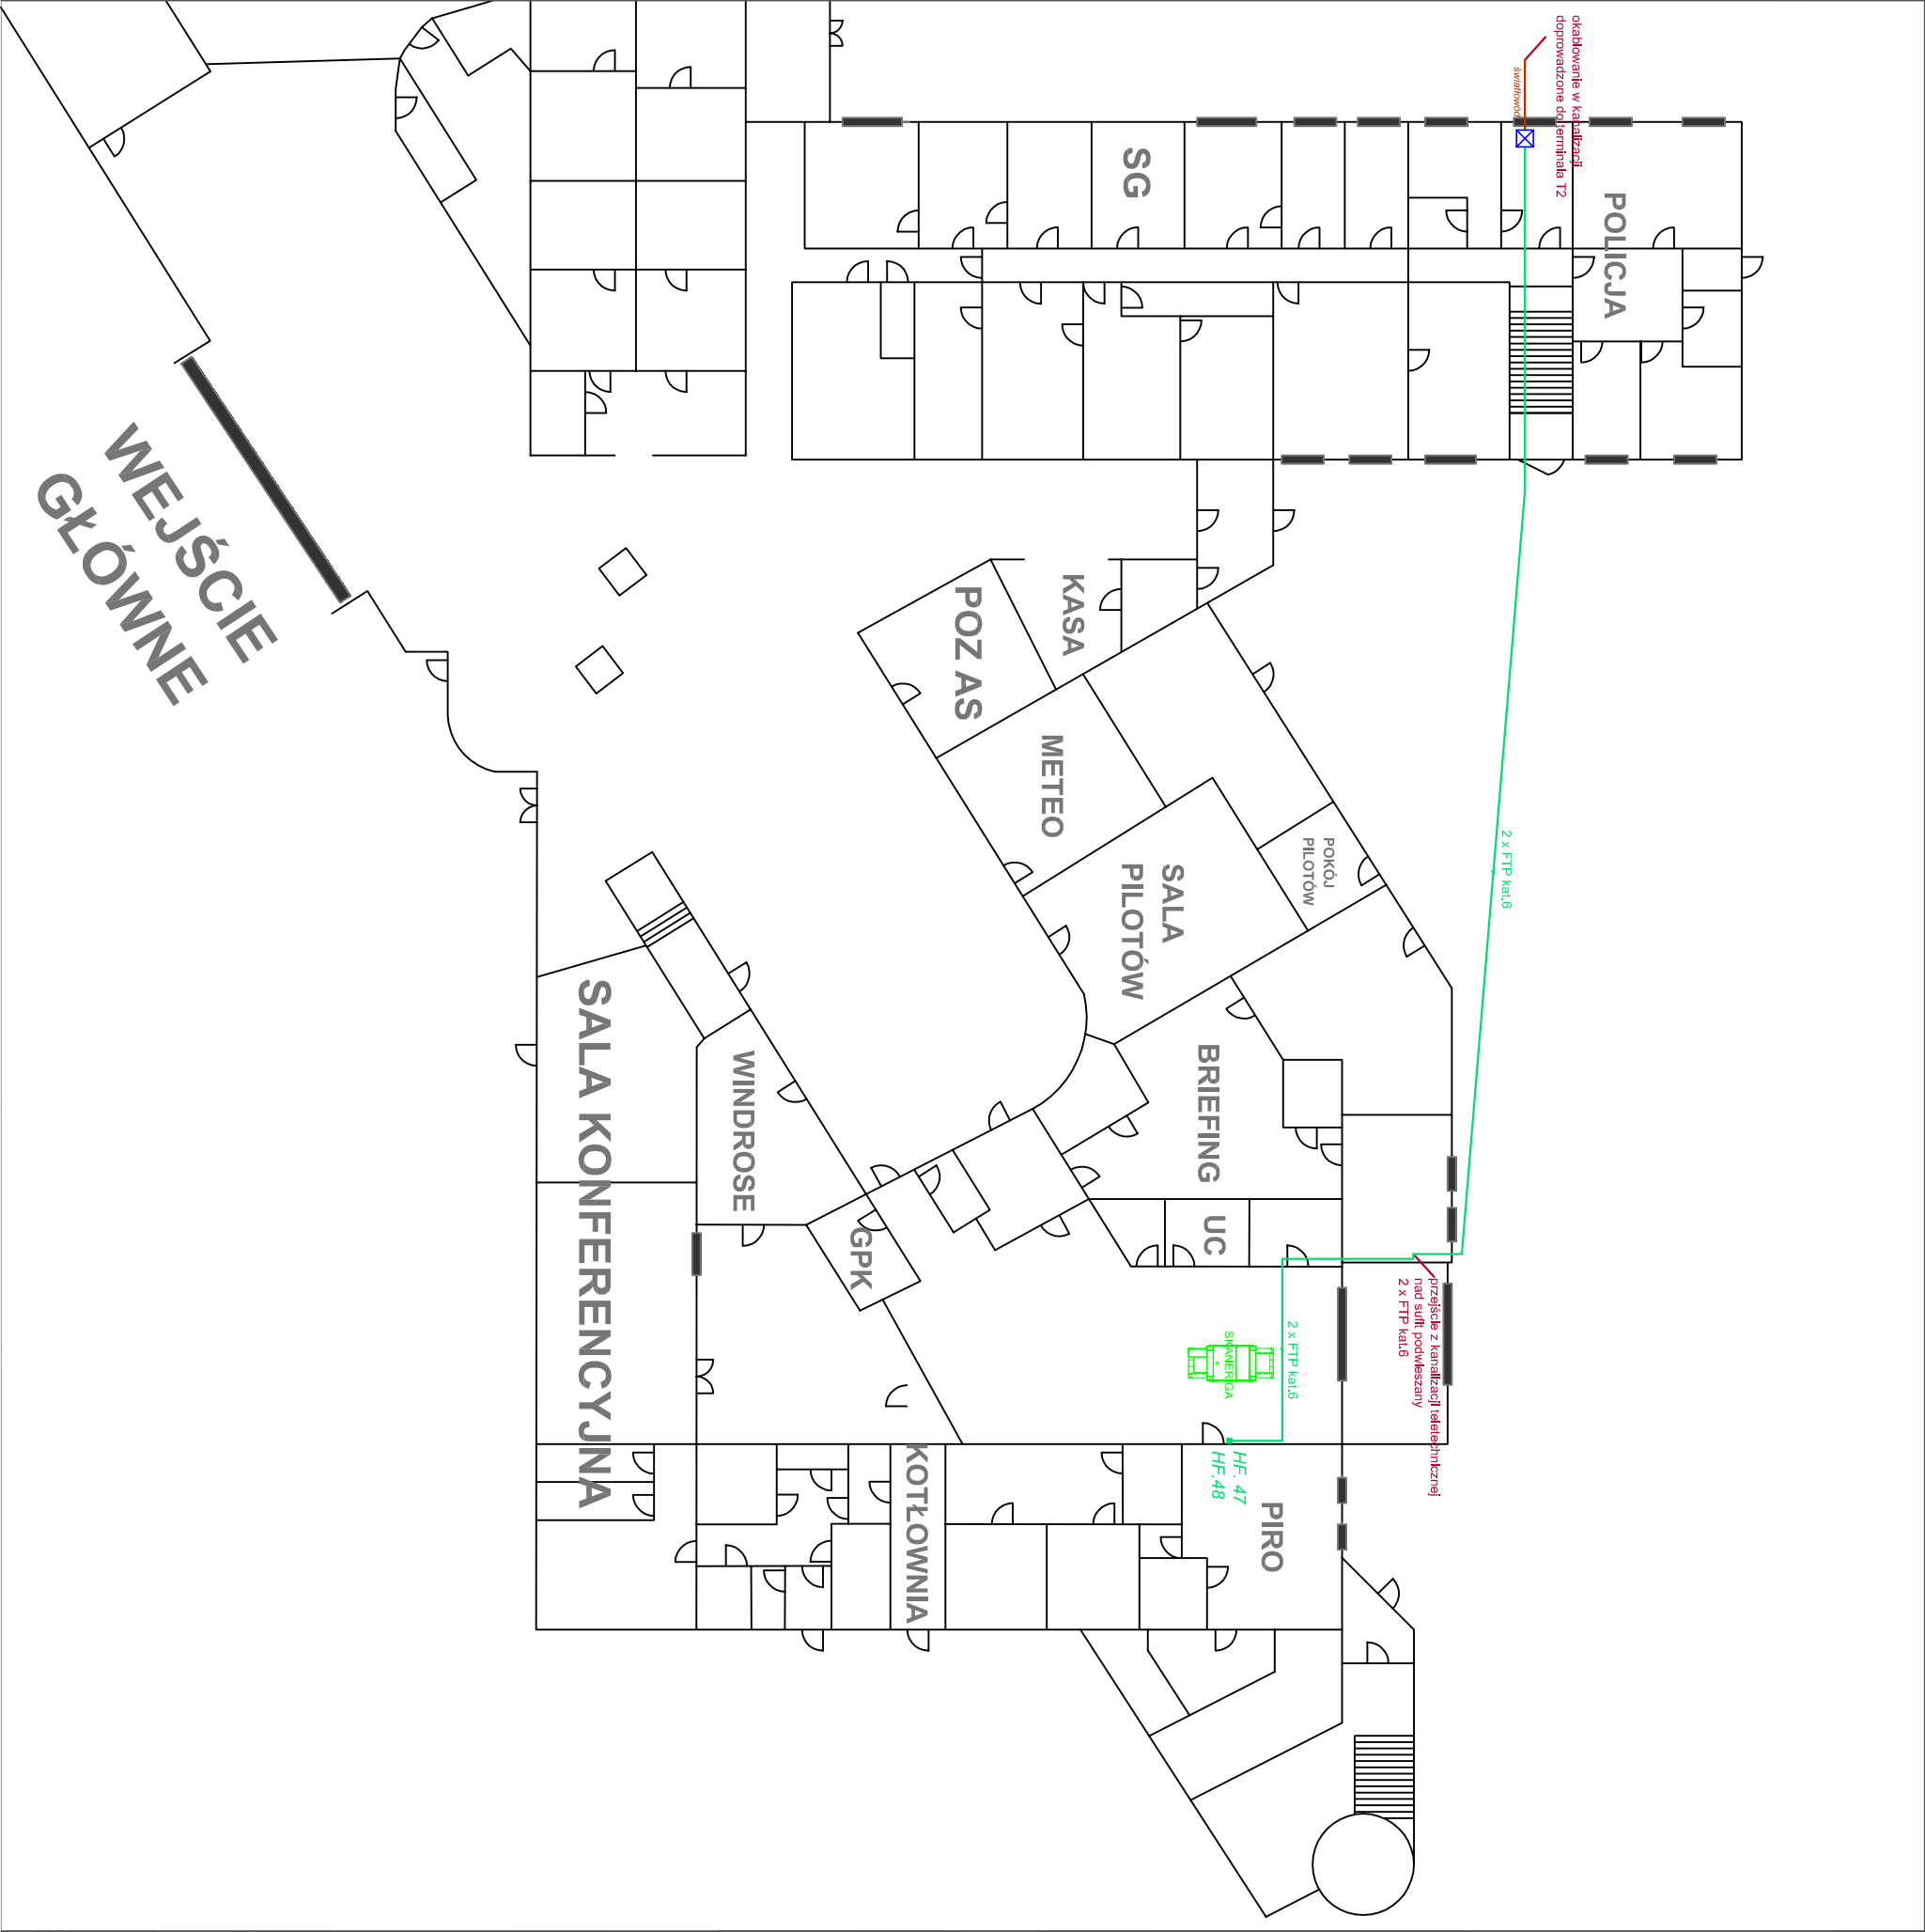 okablowanie w kanalizacji
doprowadzone do terminala T2
światłowód
SG
POLICJA
WEJŚCIE
GŁÓWNE
POZ AS
KASA
METEO
SALA
PILOTÓW
POKÓJ
PILOTÓW
2 x FTP kat.6
SALA KONFERENCYJNA
WINDROSE
BRIEFING
UC
GPK
przejście z kanalizacji teletechnicznej
nad sufit podwieszany
2 x FTP kat.6
2 x FTP kat.6
SKANER GA
HF. 47
HF.48
KOTŁOWNIA
PIRO